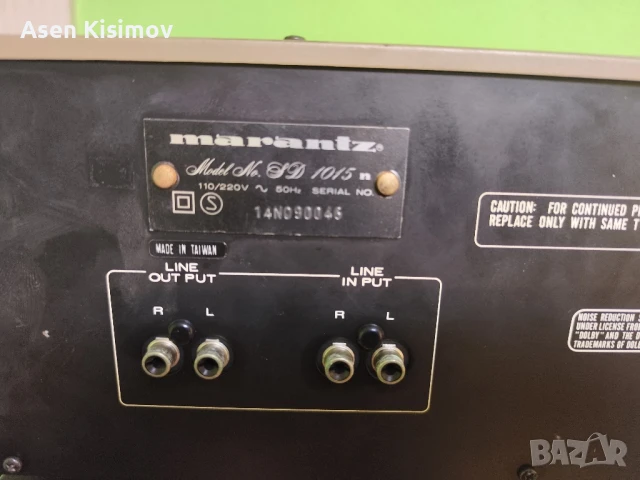 Asen Kisimov
marantz®
Model No. SD 1015 n
110/220V ~ 50Hz SERIAL NO.
S
14N090046
MADE IN TAIWAN
CAUTION: FOR CONTINUED P
REPLACE ONLY WITH SAME T
LINE
OUT PUT
LINE
IN PUT
R L
R L
NOISE REDUCTION S
UNDER LICENSE FROM
"DOLBY" AND THE D
TRADEMARKS OF DOL
BAZAR